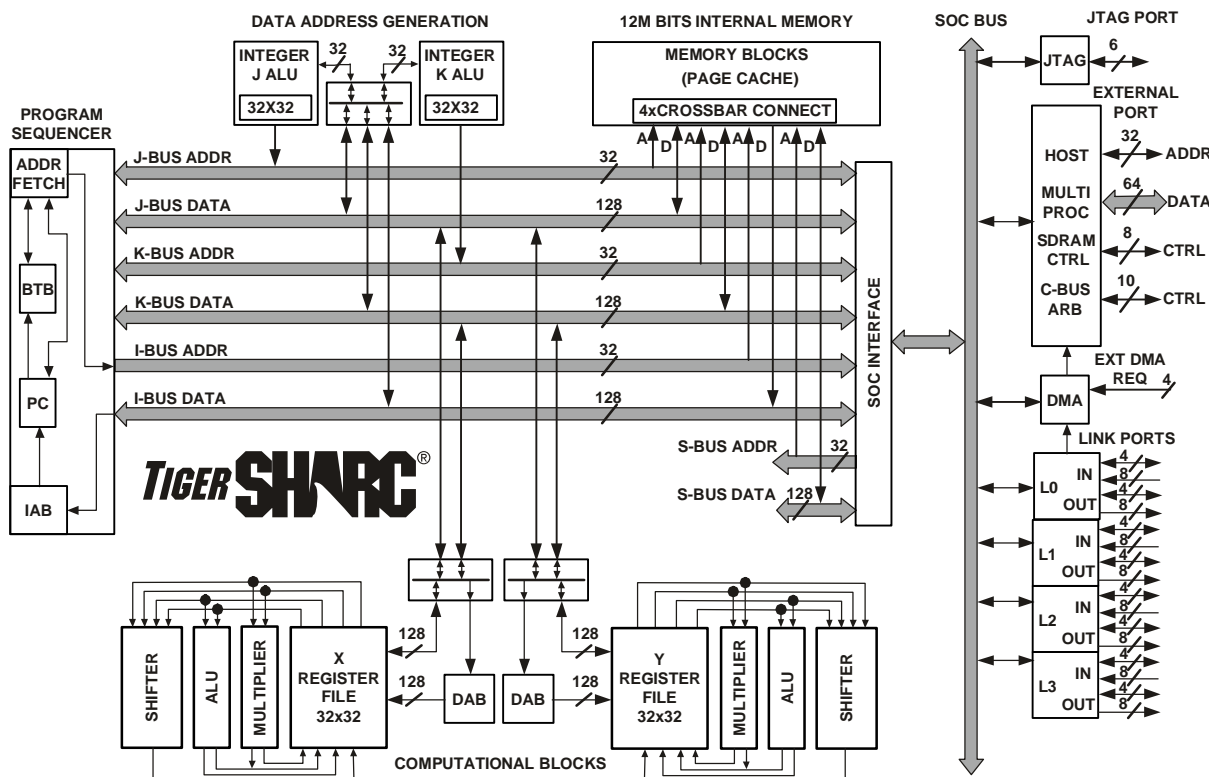 DATA ADDRESS GENERATION
12M BITS INTERNAL MEMORY
SOC BUS
JTAG PORT
INTEGER
J ALU
32X32
32
32
INTEGER
K ALU
32X32
MEMORY BLOCKS
(PAGE CACHE)
4xCROSSBAR CONNECT
A D A D A D A D
JTAG
6
PROGRAM
SEQUENCER
ADDR
FETCH
BTB
PC
IAB
J-BUS ADDR
32
J-BUS DATA
128
K-BUS ADDR
32
K-BUS DATA
128
I-BUS ADDR
32
I-BUS DATA
128
S-BUS ADDR
32
S-BUS DATA
128
SOC INTERFACE
EXTERNAL
PORT
HOST
32
ADDR
MULTI
PROC
64
DATA
SDRAM
CTRL
8
CTRL
C-BUS
ARB
10
CTRL
EXT DMA
REQ
4
DMA
LINK PORTS
L0
IN
OUT
4
8
4
8
L1
IN
OUT
4
8
4
8
L2
IN
OUT
4
8
4
8
L3
IN
OUT
4
8
4
8
TIGER SHARC®
SHIFTER
ALU
MULTIPLIER
X
REGISTER
FILE
32x32
128
128
DAB
DAB
128
128
Y
REGISTER
FILE
32x32
MULTIPLIER
ALU
SHIFTER
COMPUTATIONAL BLOCKS